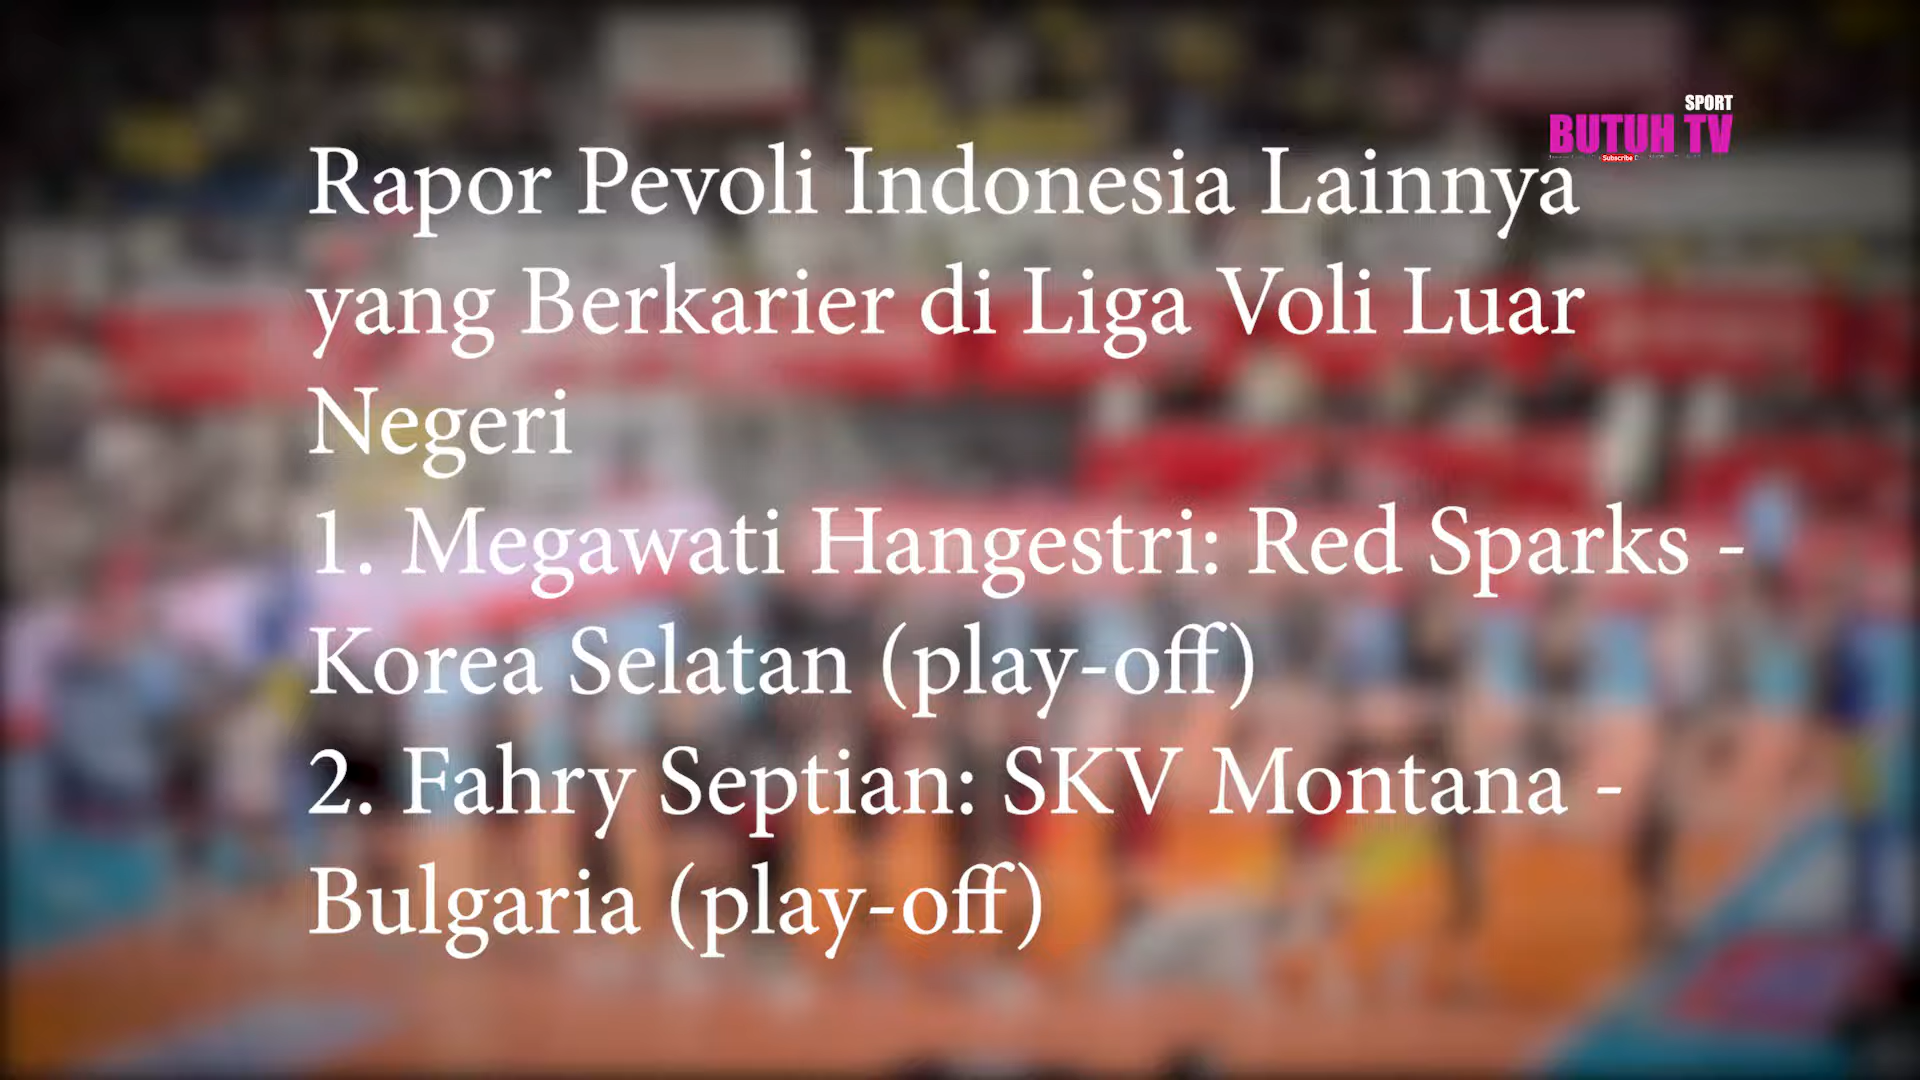 SPORT
BUTUH TV
Subscribe
Rapor Pevoli Indonesia Lainnya
yang Berkarier di Liga Voli Luar
Negeri
1. Megawati Hangestri: Red Sparks -
Korea Selatan (play-off)
2. Fahry Septian: SKV Montana -
Bulgaria (play-off)